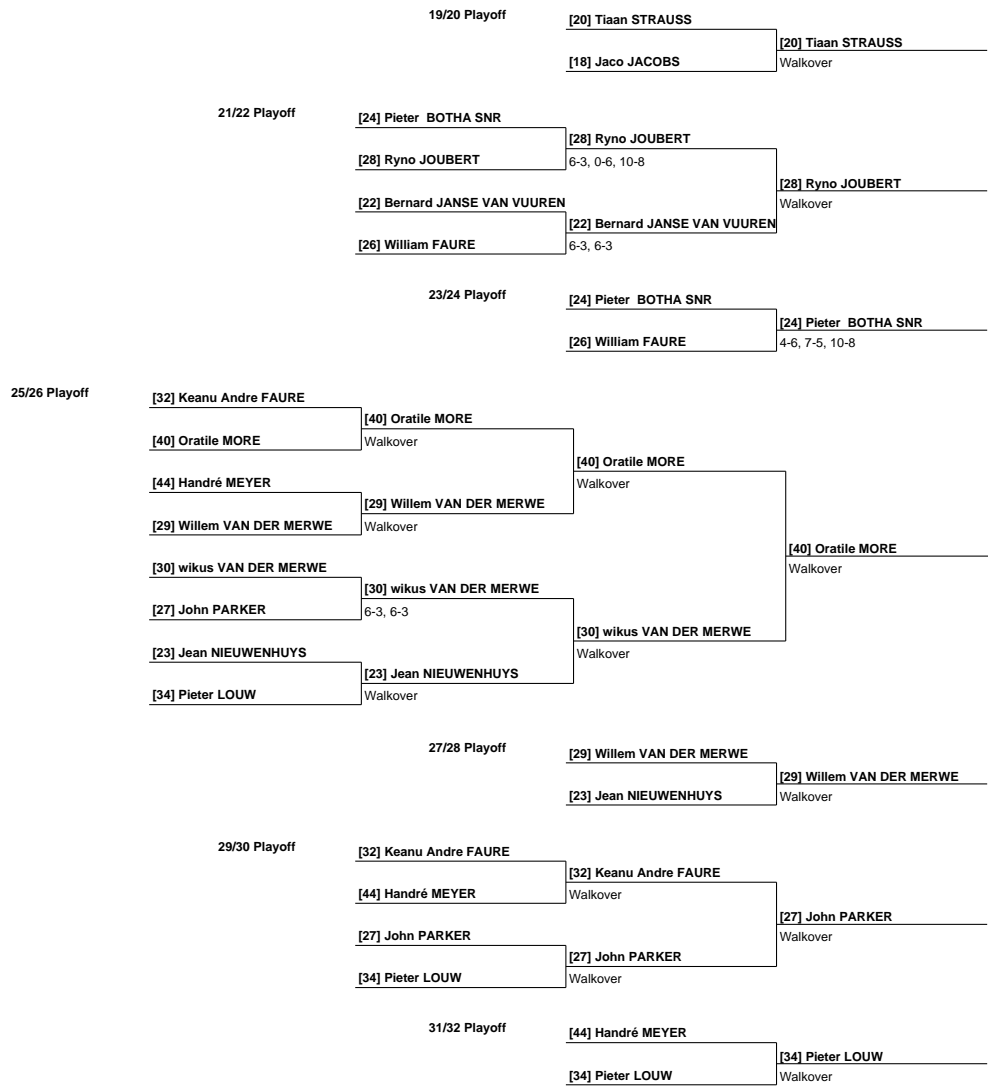 19/20 Playoff
[20] Tiaan STRAUSS
[20] Tiaan STRAUSS
[18] Jaco JACOBS
Walkover
21/22 Playoff
[24] Pieter  BOTHA SNR
[28] Ryno JOUBERT
[28] Ryno JOUBERT
6-3, 0-6, 10-8
[28] Ryno JOUBERT
Walkover
[22] Bernard JANSE VAN VUUREN
[22] Bernard JANSE VAN VUUREN
[26] William FAURE
6-3, 6-3
23/24 Playoff
[24] Pieter  BOTHA SNR
[24] Pieter  BOTHA SNR
[26] William FAURE
4-6, 7-5, 10-8
25/26 Playoff
[32] Keanu Andre FAURE
[40] Oratile MORE
[40] Oratile MORE
Walkover
[40] Oratile MORE
Walkover
[44] Handré MEYER
[29] Willem VAN DER MERWE
[29] Willem VAN DER MERWE
Walkover
[40] Oratile MORE
Walkover
[30] wikus VAN DER MERWE
[30] wikus VAN DER MERWE
[27] John PARKER
6-3, 6-3
[30] wikus VAN DER MERWE
Walkover
[23] Jean NIEUWENHUYS
[23] Jean NIEUWENHUYS
[34] Pieter LOUW
Walkover
27/28 Playoff
[29] Willem VAN DER MERWE
[29] Willem VAN DER MERWE
[23] Jean NIEUWENHUYS
Walkover
29/30 Playoff
[32] Keanu Andre FAURE
[32] Keanu Andre FAURE
[44] Handré MEYER
Walkover
[27] John PARKER
Walkover
[27] John PARKER
[27] John PARKER
[34] Pieter LOUW
Walkover
31/32 Playoff
[44] Handré MEYER
[34] Pieter LOUW
[34] Pieter LOUW
Walkover